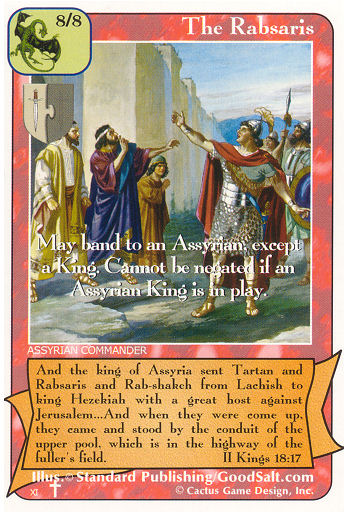 8/8
The Rabsaris
May band to an Assyrian, except
a King. Cannot be negated if an
Assyrian King is in play.
ASSYRIAN COMMANDER
And the king of Assyria sent Tartan and
Rabsaris and Rab-shakeh from Lachish to
king Hezekiah with a great host against
Jerusalem...And when they were come up,
they came and stood by the conduit of the
upper pool, which is in the highway of the
fuller's field. II Kings 18:17
Illus. © Standard Publishing/GoodSalt.com
XI © Cactus Game Design, Inc.